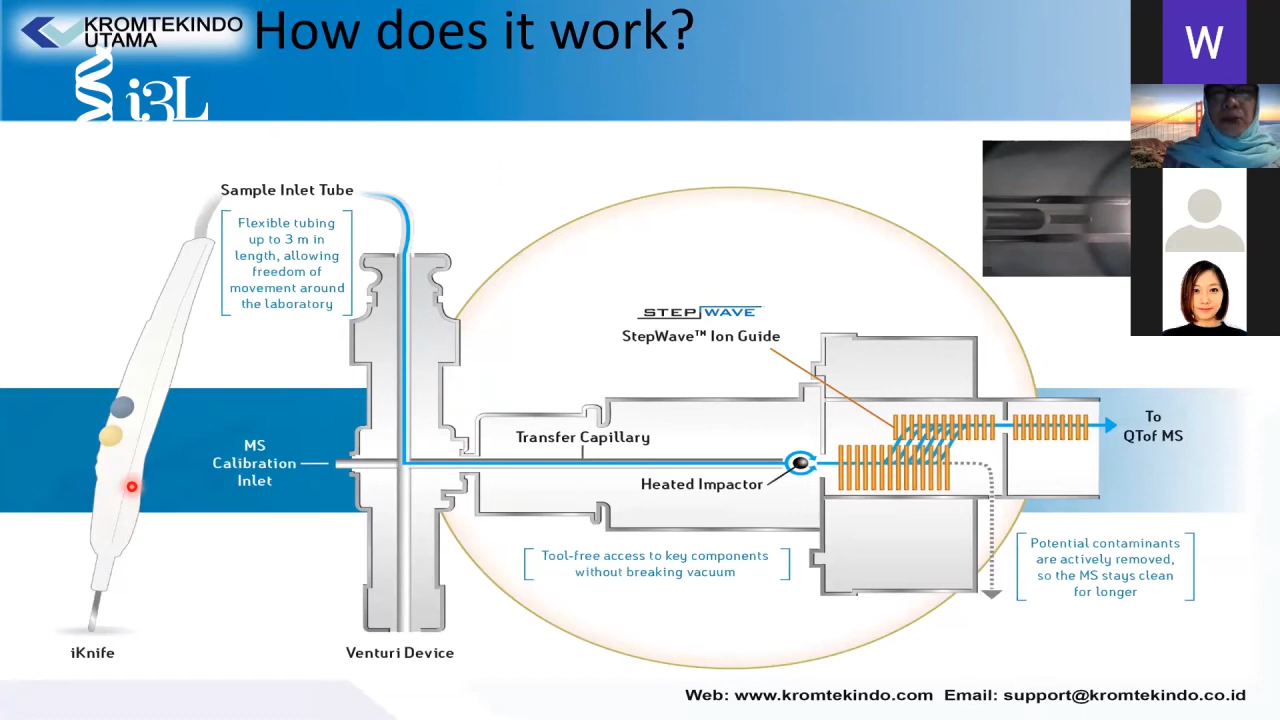 KROMTEKINDO
UTAMA
How does it work?
i3L
W
Sample Inlet Tube
Flexible tubing
up to 3 m in
length, allowing
freedom of
movement around
the laboratory
STEPWAVE
StepWave™ Ion Guide
To
QTof MS
Transfer Capillary
MS
Calibration
Inlet
Heated Impactor
Tool-free access to key components
without breaking vacuum
Potential contaminants
are actively removed,
so the MS stays clean
for longer
iKnife
Venturi Device
Web: www.kromtekindo.com Email: support@kromtekindo.co.id